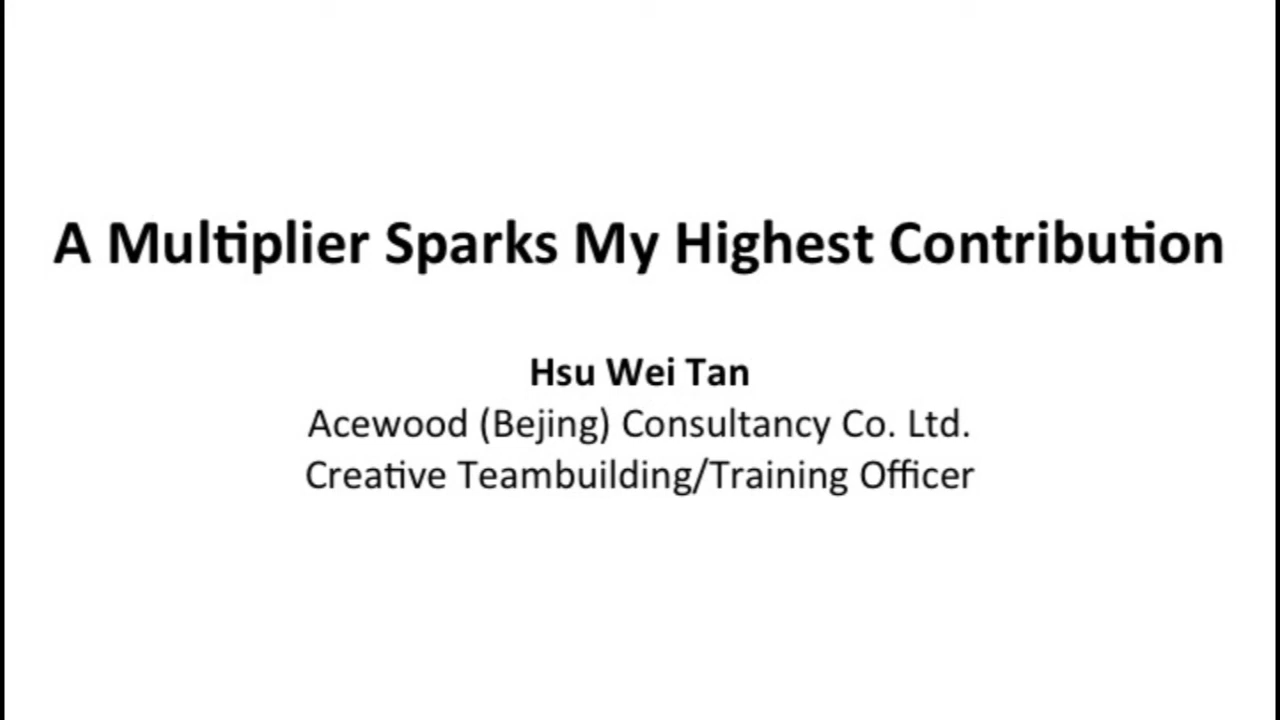 A Multiplier Sparks My Highest Contribution
Hsu Wei Tan
Acewood (Bejing) Consultancy Co. Ltd.
Creative Teambuilding/Training Officer